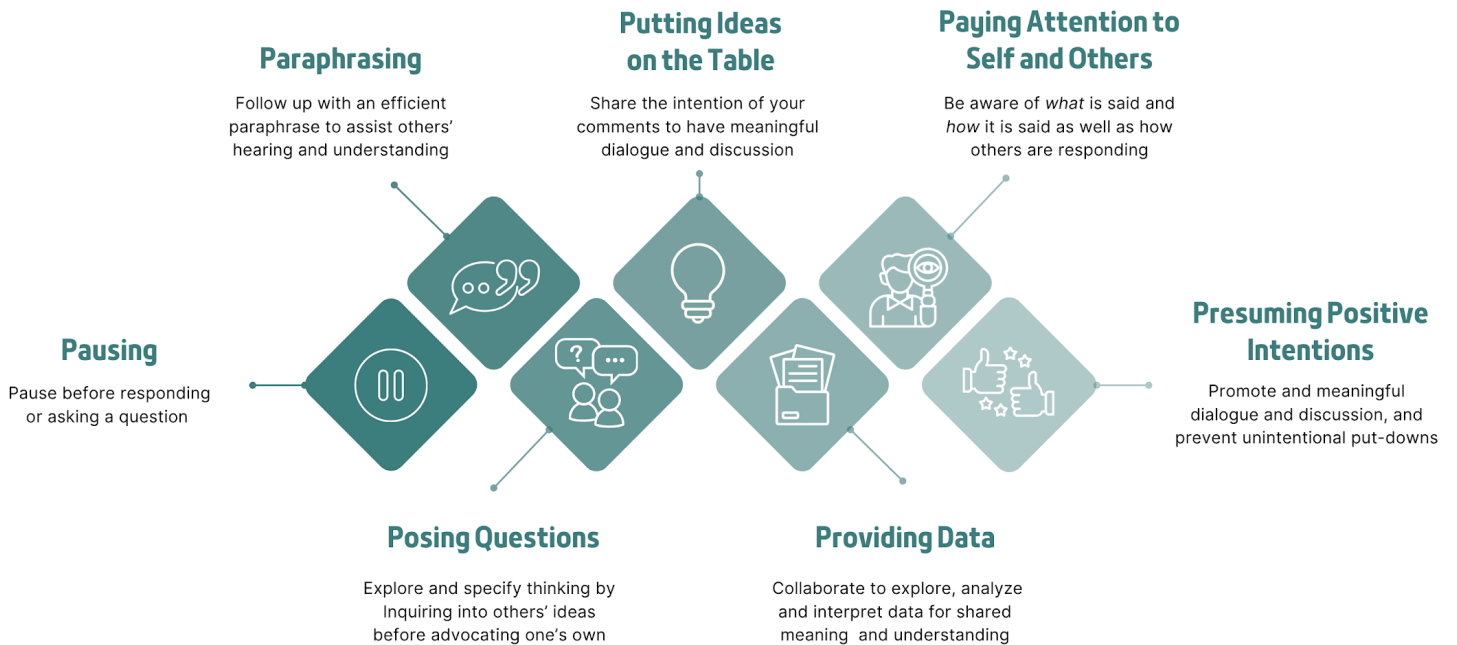 Pausing
Pause before responding
or asking a question
Paraphrasing
Follow up with an efficient
paraphrase to assist others’
hearing and understanding
Posing Questions
Explore and specify thinking by
Inquiring into others’ ideas
before advocating one’s own
Putting Ideas
on the Table
Share the intention of your
comments to have meaningful
dialogue and discussion
Providing Data
Collaborate to explore, analyze
and interpret data for shared
meaning  and understanding
Paying Attention to
Self and Others
Be aware of what is said and
how it is said as well as how
others are responding
Presuming Positive
Intentions
Promote and meaningful
dialogue and discussion, and
prevent unintentional put-downs
?